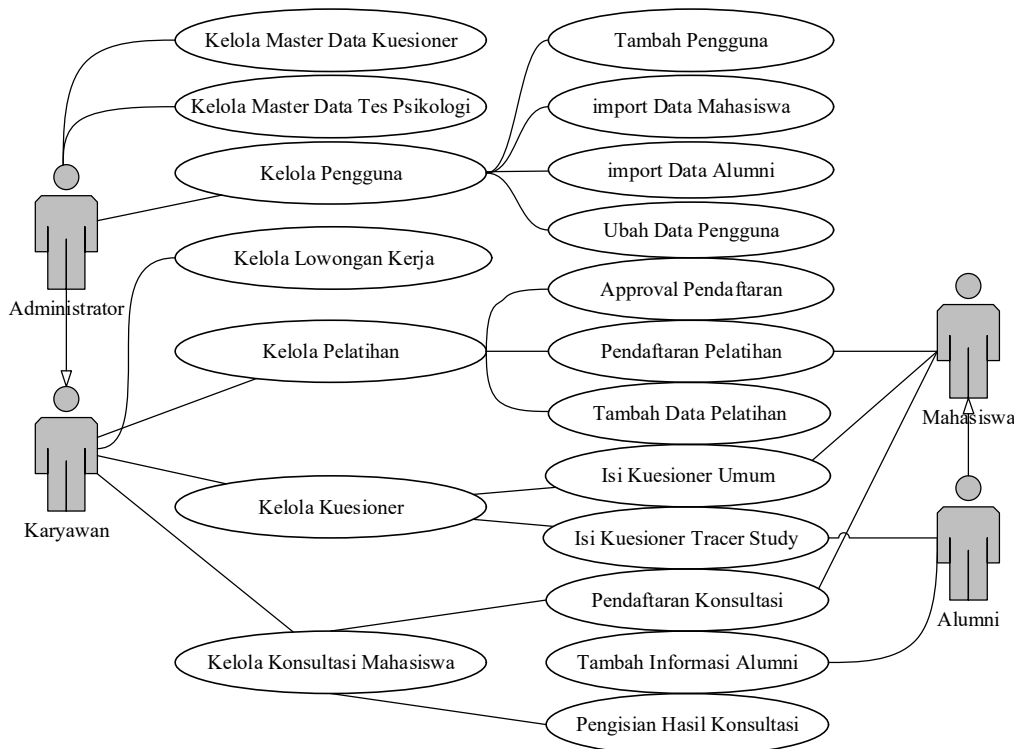 Kelola Master Data Kuesioner
Tambah Pengguna
Kelola Master Data Tes Psikologi
import Data Mahasiswa
Kelola Pengguna
import Data Alumni
Ubah Data Pengguna
Kelola Lowongan Kerja
Administrator
Approval Pendaftaran
Kelola Pelatihan
Pendaftaran Pelatihan
Tambah Data Pelatihan
Mahasiswa
Isi Kuesioner Umum
Kelola Kuesioner
Karyawan
Isi Kuesioner Tracer Study
Pendaftaran Konsultasi
Alumni
Kelola Konsultasi Mahasiswa
Tambah Informasi Alumni
Pengisian Hasil Konsultasi